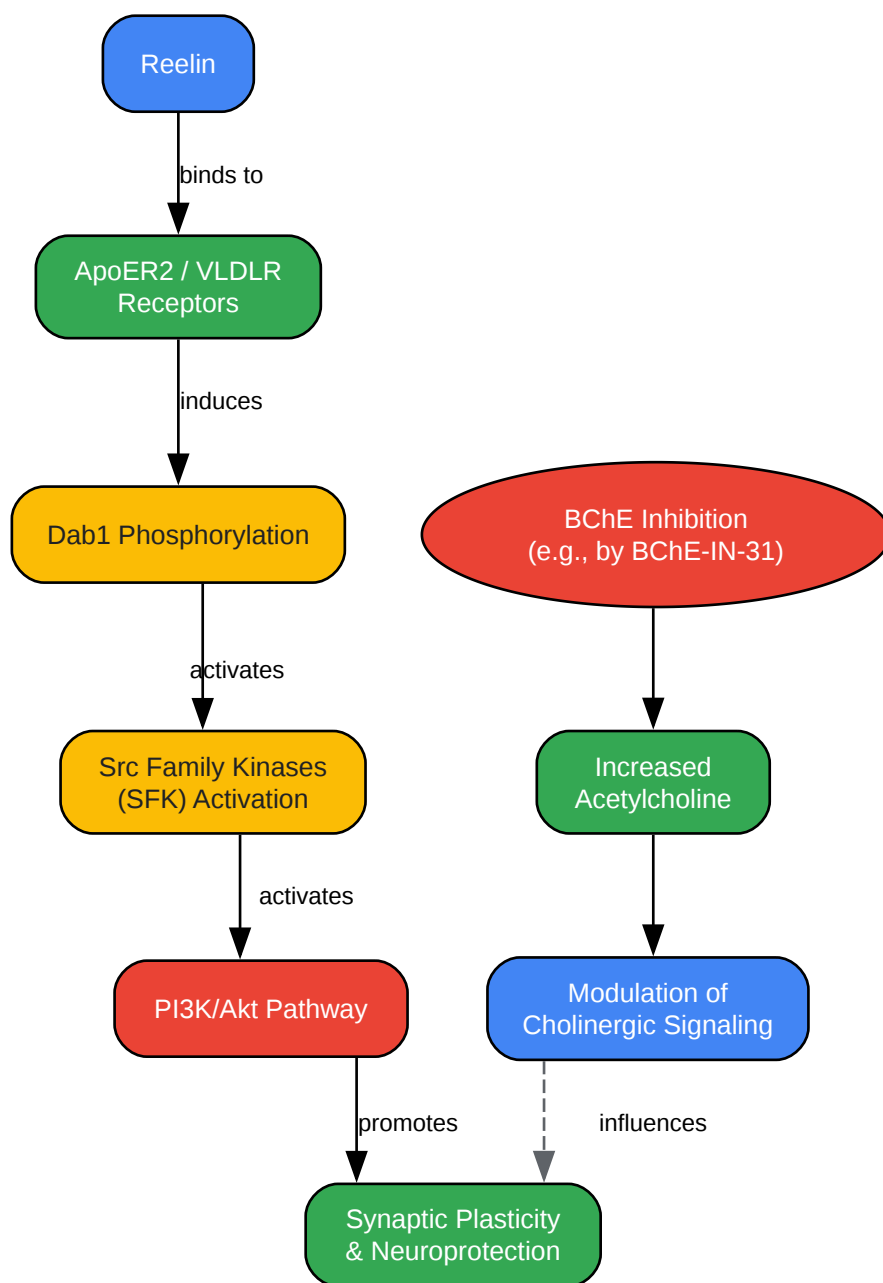 Reelin
binds to
ApoER2 / VLDLR
Receptors
induces
Dab1 Phosphorylation
BChE Inhibition
(e.g., by BChE-IN-31)
activates
Src Family Kinases
(SFK) Activation
Increased
Acetylcholine
activates
PI3K/Akt Pathway
Modulation of
Cholinergic Signaling
promotes
influences
Synaptic Plasticity
& Neuroprotection